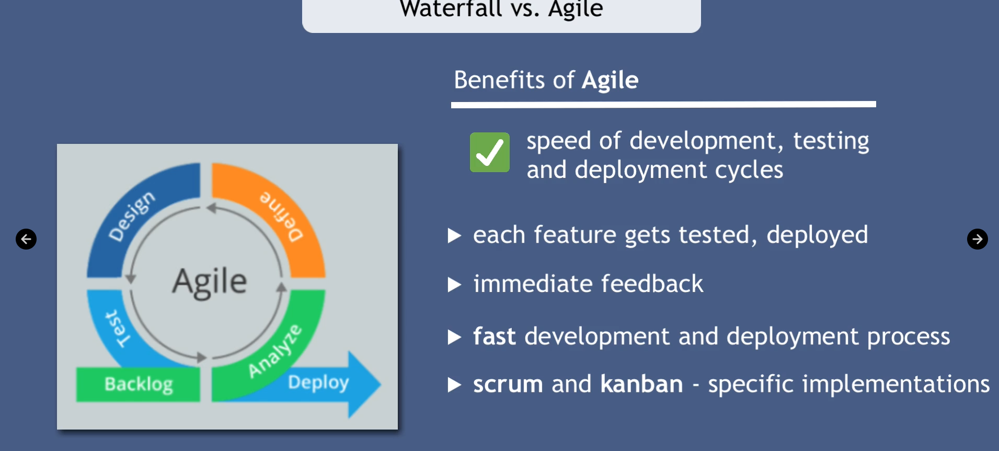 Waterfall vs. Agile
Benefits of Agile
speed of development, testing
and deployment cycles
each feature gets tested, deployed
immediate feedback
fast development and deployment process
scrum and kanban - specific implementations
Design
Define
Agile
Test
Analyze
Backlog
Deploy